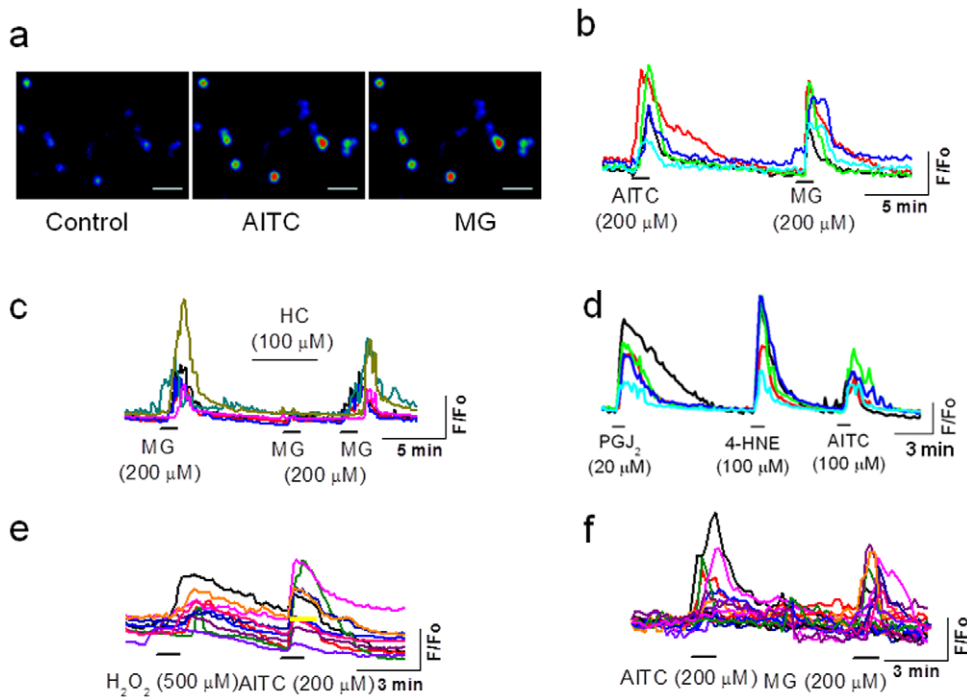 a
Control
AITC
MG
b
AITC
(200 μM)
MG
(200 μM)
5 min
F/Fo
c
HC
(100 μM)
MG
(200 μM)
MG
MG
(200 μM)
5 min
F/Fo
d
PGJ2
(20 μM)
4-HNE
(100 μM)
AITC
(100 μM)
3 min
F/Fo
e
H2O2 (500 μM)
AITC (200 μM)
3 min
F/Fo
f
AITC (200 μM)
MG (200 μM)
3 min
F/Fo